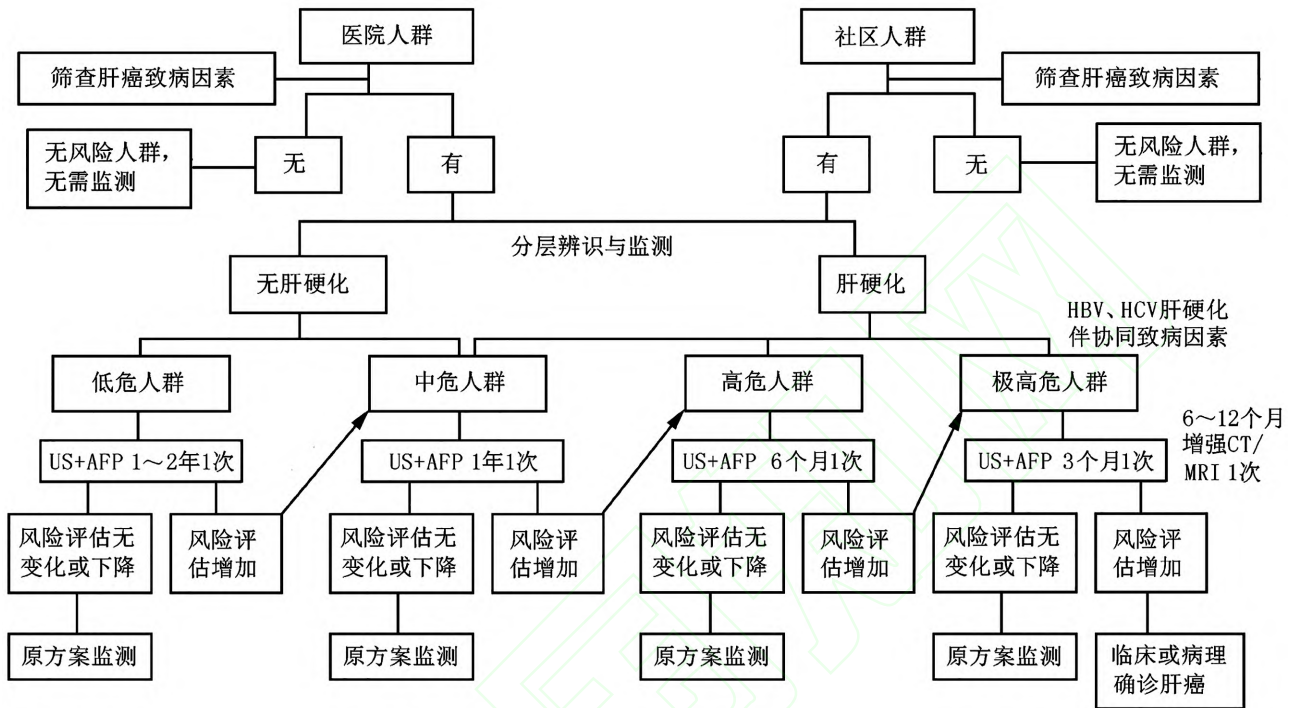 医院人群
社区人群
筛查肝癌致病因素
筛查肝癌致病因素
无风险人群，
无需监测
无
有
有
无
无风险人群，
无需监测
分层辨识与监测
无肝硬化
肝硬化
HBV、HCV肝硬化
伴协同致病因素
低危人群
中危人群
高危人群
极高危人群
6～12个月
增强CT/
MRI 1次
US+AFP 1～2年1次
US+AFP 1年1次
US+AFP 6个月1次
US+AFP 3个月1次
风险评估无
变化或下降
风险评
估增加
风险评估无
变化或下降
风险评
估增加
风险评估无
变化或下降
风险评
估增加
风险评估无
变化或下降
风险评
估增加
原方案监测
原方案监测
原方案监测
原方案监测
临床或病理
确诊肝癌